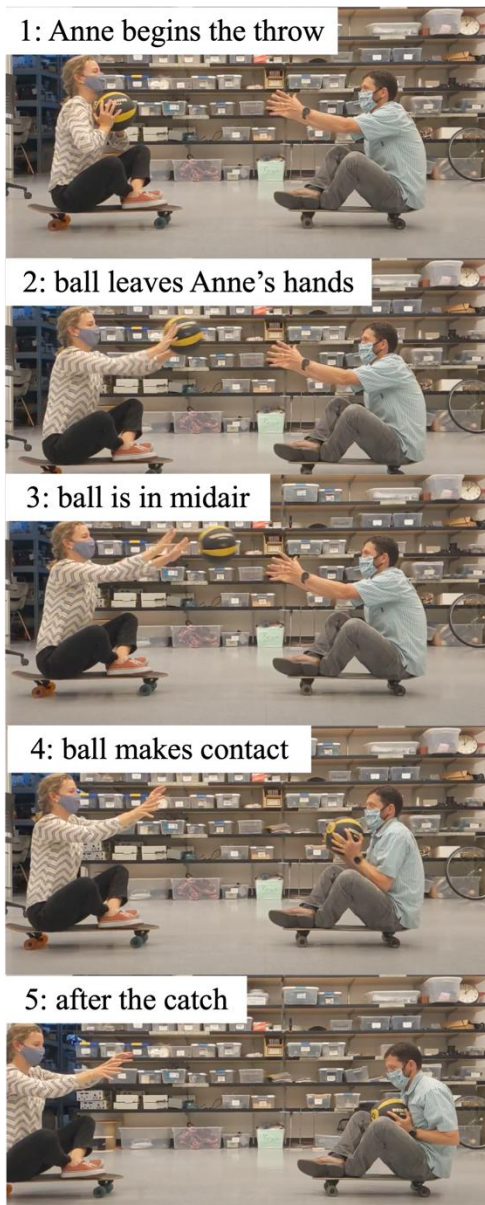 1: Anne begins the throw
2: ball leaves Anne’s hands
3: ball is in midair
4: ball makes contact
5: after the catch